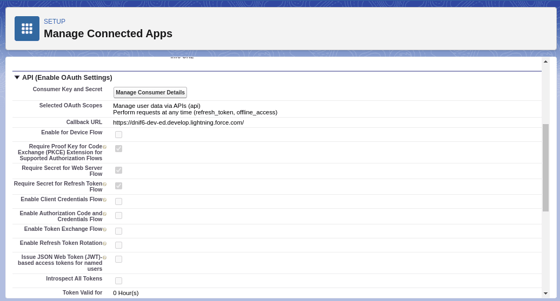 SETUP
Manage Connected Apps
API (Enable OAuth Settings)
Consumer Key and Secret
Manage Consumer Details
Selected OAuth Scopes
Manage user data via APIs (api)
Perform requests at any time (refresh_token, offline_access)
Callback URL
https://dnif6-dev-ed.develop.lightning.force.com/
Enable for Device Flow
Require Proof Key for Code
Exchange (PKCE) Extension for
Supported Authorization Flows
Require Secret for Web Server
Flow
Require Secret for Refresh Token
Flow
Enable Client Credentials Flow
Enable Authorization Code and
Credentials Flow
Enable Token Exchange Flow
Enable Refresh Token Rotation
Issue JSON Web Token (JWT)-
based access tokens for named
users
Introspect All Tokens
Token Valid for
0 Hour(s)